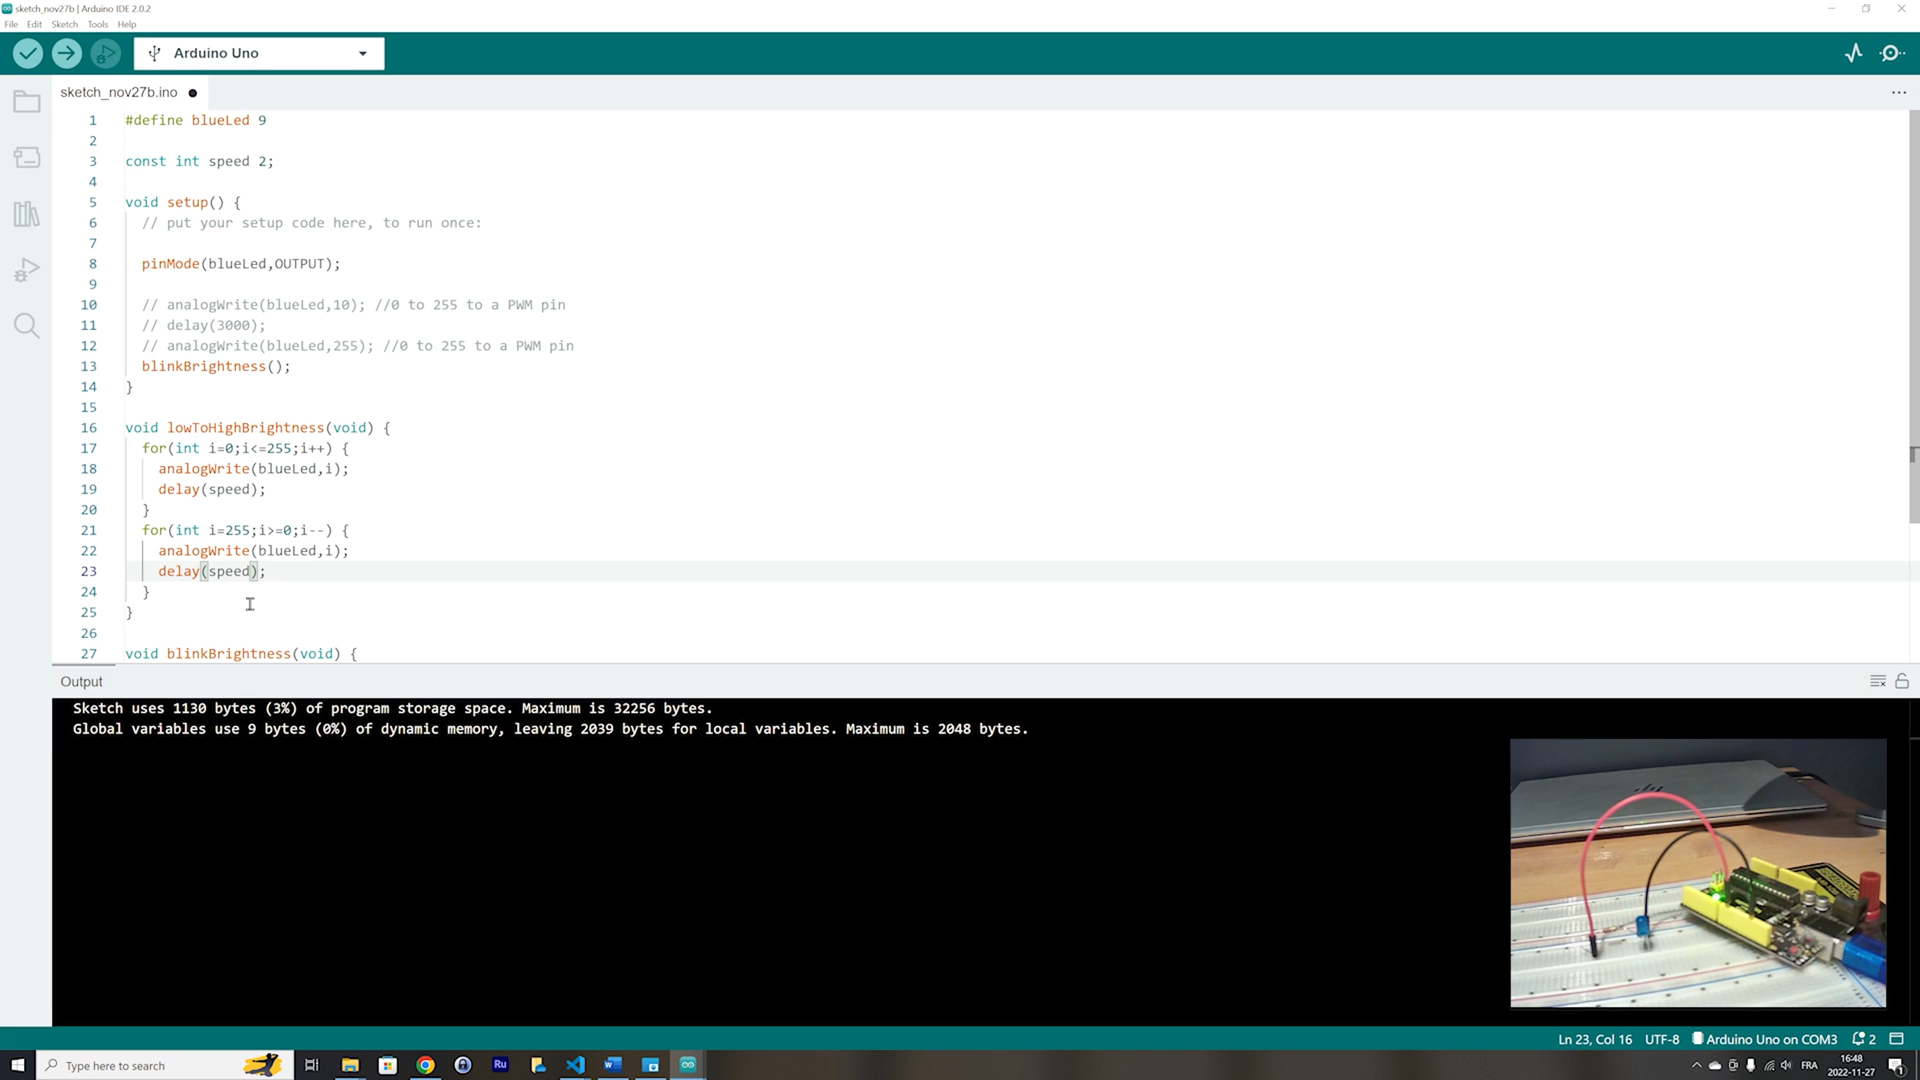 sketch_nov27b | Arduino IDE 2.0.2
File Edit Sketch Tools Help
Arduino Uno
sketch_nov27b.ino
1 #define blueLed 9
2
3 const int speed 2;
4
5 void setup() {
6 // put your setup code here, to run once:
7
8 pinMode(blueLed,OUTPUT);
9
10 // analogWrite(blueLed,10); //0 to 255 to a PWM pin
11 // delay(3000);
12 // analogWrite(blueLed,255); //0 to 255 to a PWM pin
13 blinkBrightness();
14 }
15
16 void lowToHighBrightness(void) {
17 for(int i=0;i<=255;i++) {
18 analogWrite(blueLed,i);
19 delay(speed);
20 }
21 for(int i=255;i>=0;i--) {
22 analogWrite(blueLed,i);
23 delay(speed);
24 }
25 }
26
27 void blinkBrightness(void) {
Output
Sketch uses 1130 bytes (3%) of program storage space. Maximum is 32256 bytes.
Global variables use 9 bytes (0%) of dynamic memory, leaving 2039 bytes for local variables. Maximum is 2048 bytes.
hp
Ln 23, Col 16 UTF-8 Arduino Uno on COM3 2
Type here to search
Ru
FRA
16:48
2022-11-27
1